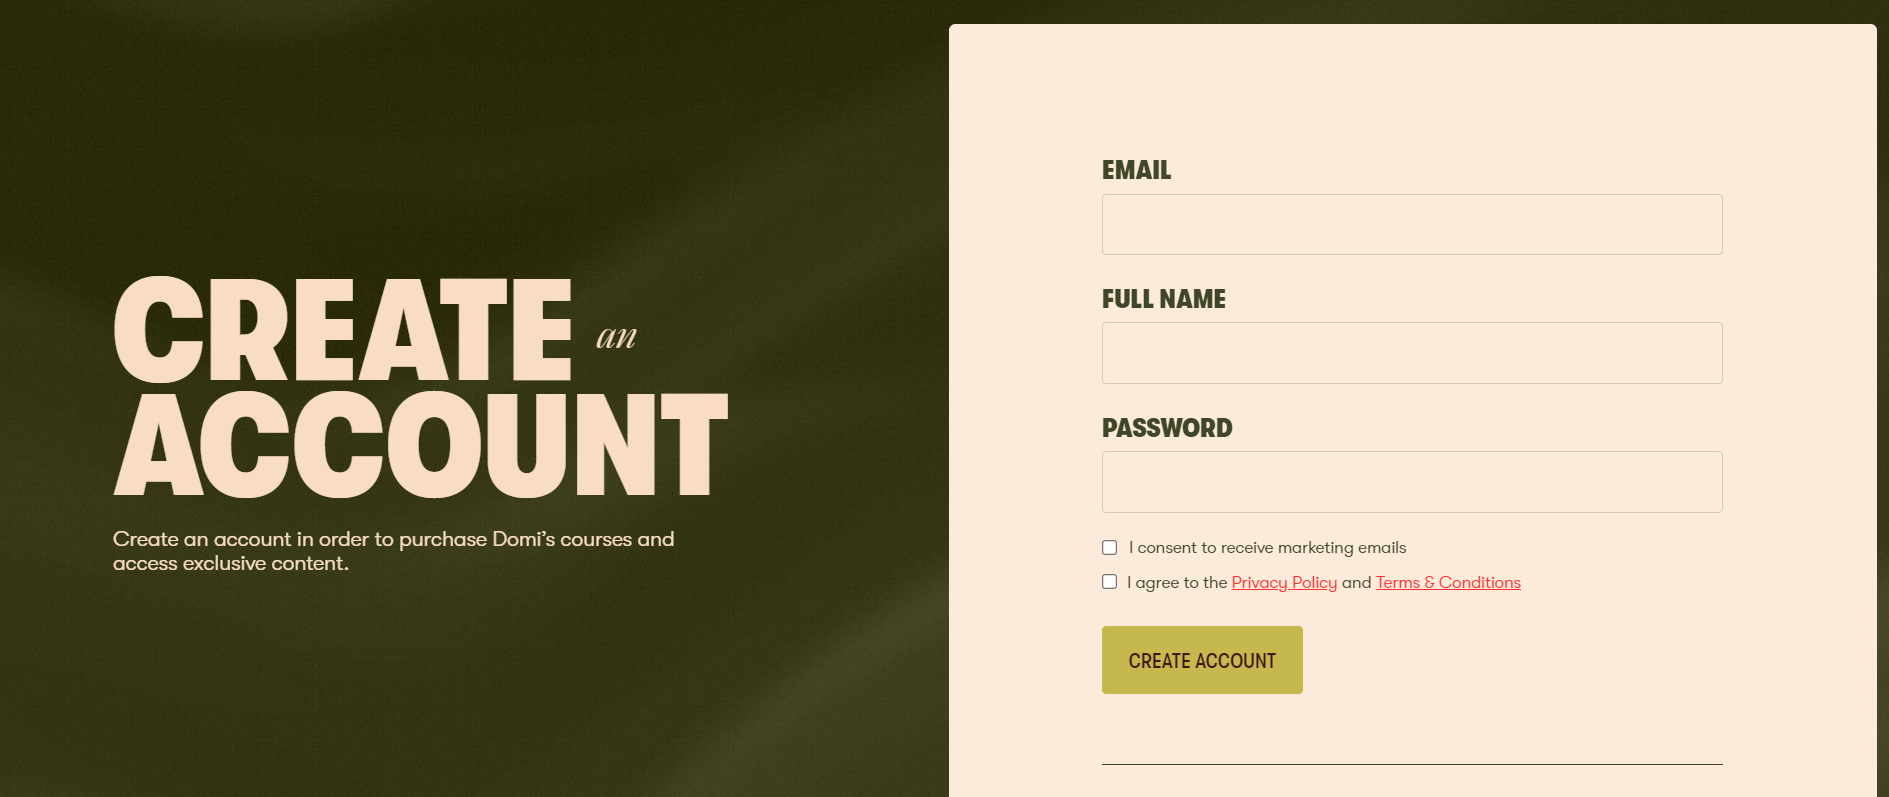 CREATE an
ACCOUNT
Create an account in order to purchase Domi’s courses and
access exclusive content.
EMAIL
FULL NAME
PASSWORD
I consent to receive marketing emails
I agree to the Privacy Policy and Terms & Conditions
CREATE ACCOUNT